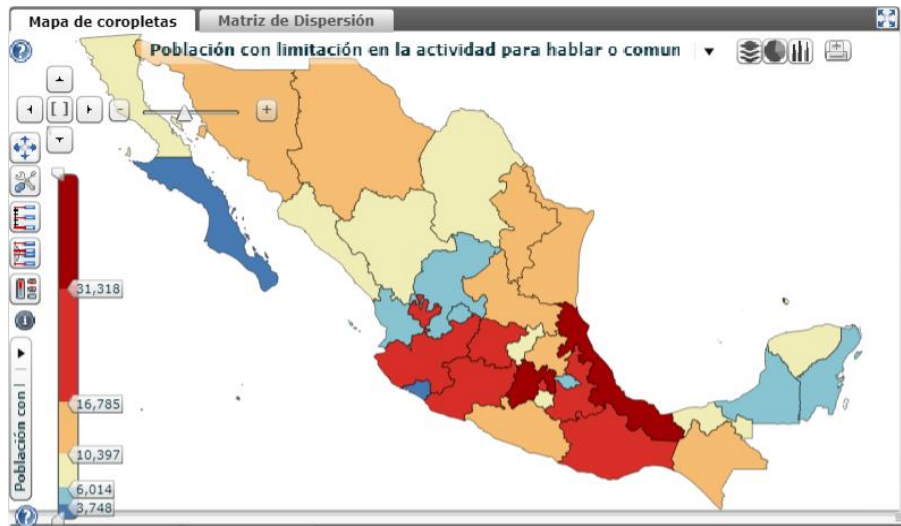 Mapa de coropletas
Matriz de Dispersión
Población con limitación en la actividad para hablar o comun
31,318
16,785
10,397
6,014
3,748
Población con l